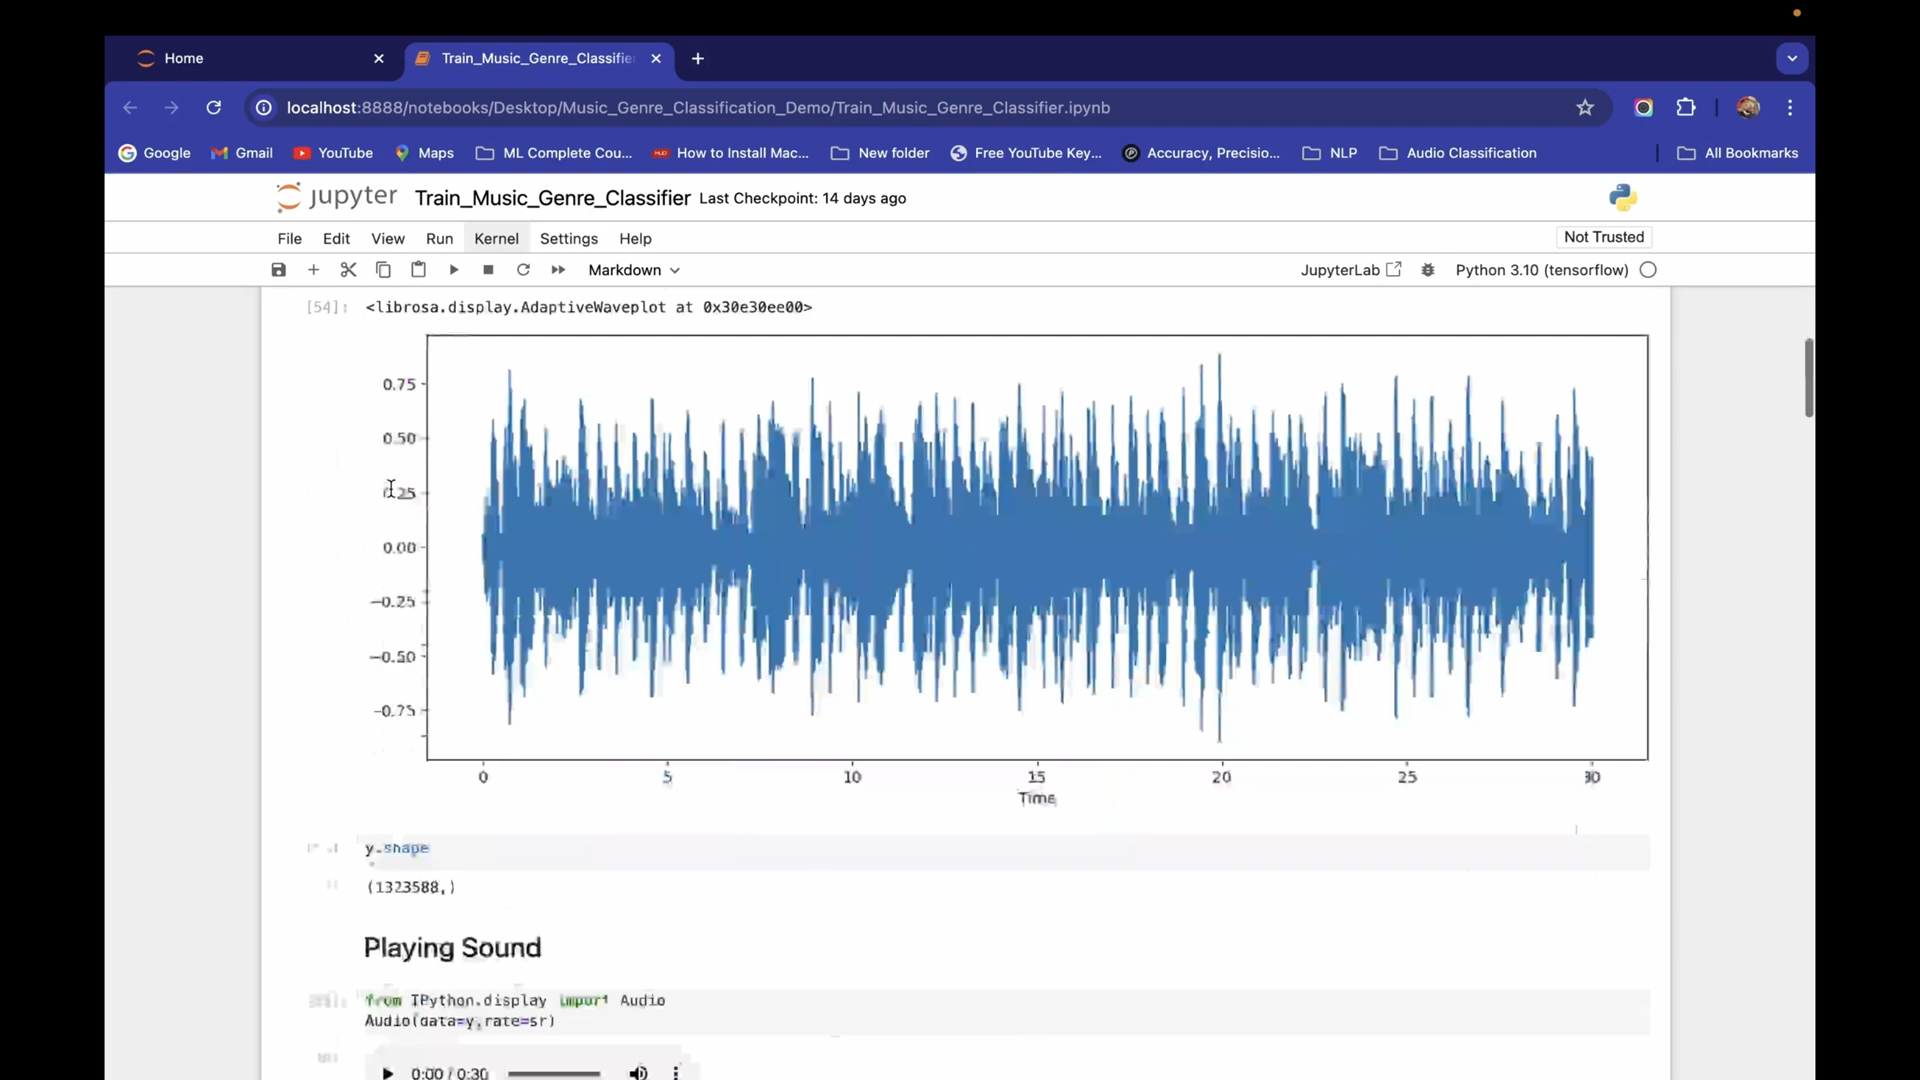 Home
Train_Music_Genre_Classifier
localhost:8888/notebooks/Desktop/Music_Genre_Classification_Demo/Train_Music_Genre_Classifier.ipynb
Google Gmail YouTube Maps ML Complete Cou... How to Install Mac... New folder Free YouTube Key... Accuracy, Precisio... NLP Audio Classification All Bookmarks
jupyter Train_Music_Genre_Classifier Last Checkpoint: 14 days ago
File Edit View Run Kernel Settings Help Not Trusted
Markdown JupyterLab Python 3.10 (tensorflow)
[54]: <librosa.display.AdaptiveWaveplot at 0x30e30ee00>
0.75
0.50
0.25
0.00
−0.25
−0.50
−0.75
0 5 10 15 20 25 30
Time
y.shape
(1323588,)
Playing Sound
from IPython.display import Audio
Audio(data=y,rate=sr)
0:00 / 0:30